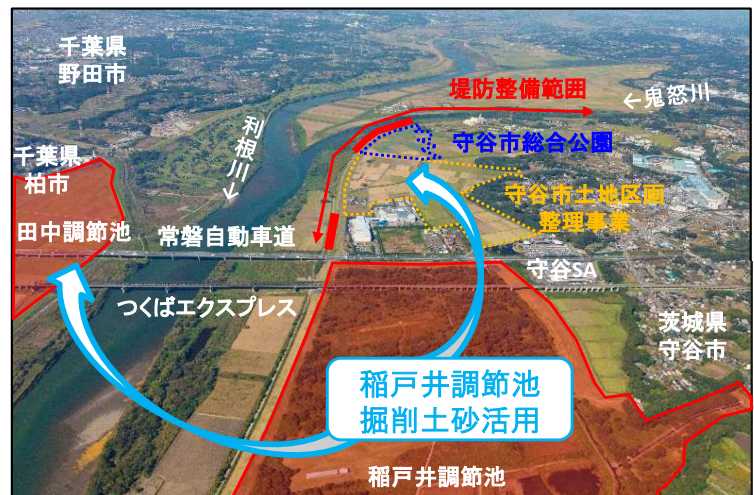 千葉県
野田市
堤防整備範囲
←鬼怒川
利根川→
守谷市総合公園
千葉県
柏市
守谷市土地区画
整理事業
田中調節池
常磐自動車道
守谷SA
つくばエクスプレス
茨城県
守谷市
稲戸井調節池
掘削土砂活用
稲戸井調節池